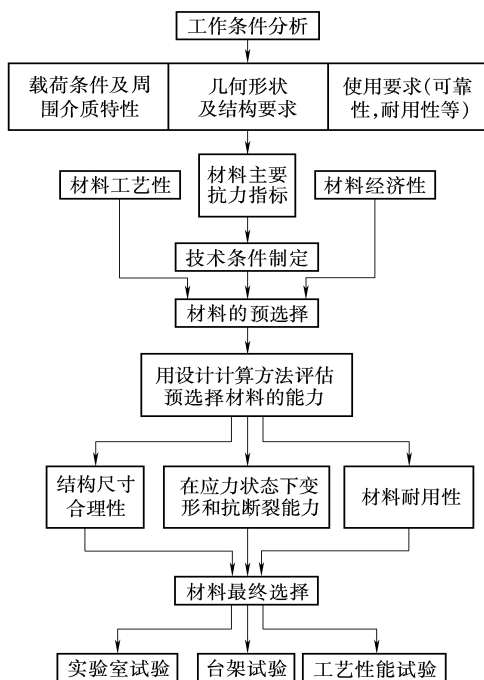 工作条件分析
载荷条件及周
围介质特性
几何形状
及结构要求
使用要求(可靠
性,耐用性等)
材料工艺性
材料主要
抗力指标
材料经济性
技术条件制定
材料的预选择
用设计计算方法评估
预选择材料的能力
结构尺寸
合理性
在应力状态下变
形和抗断裂能力
材料耐用性
材料最终选择
实验室试验
台架试验
工艺性能试验